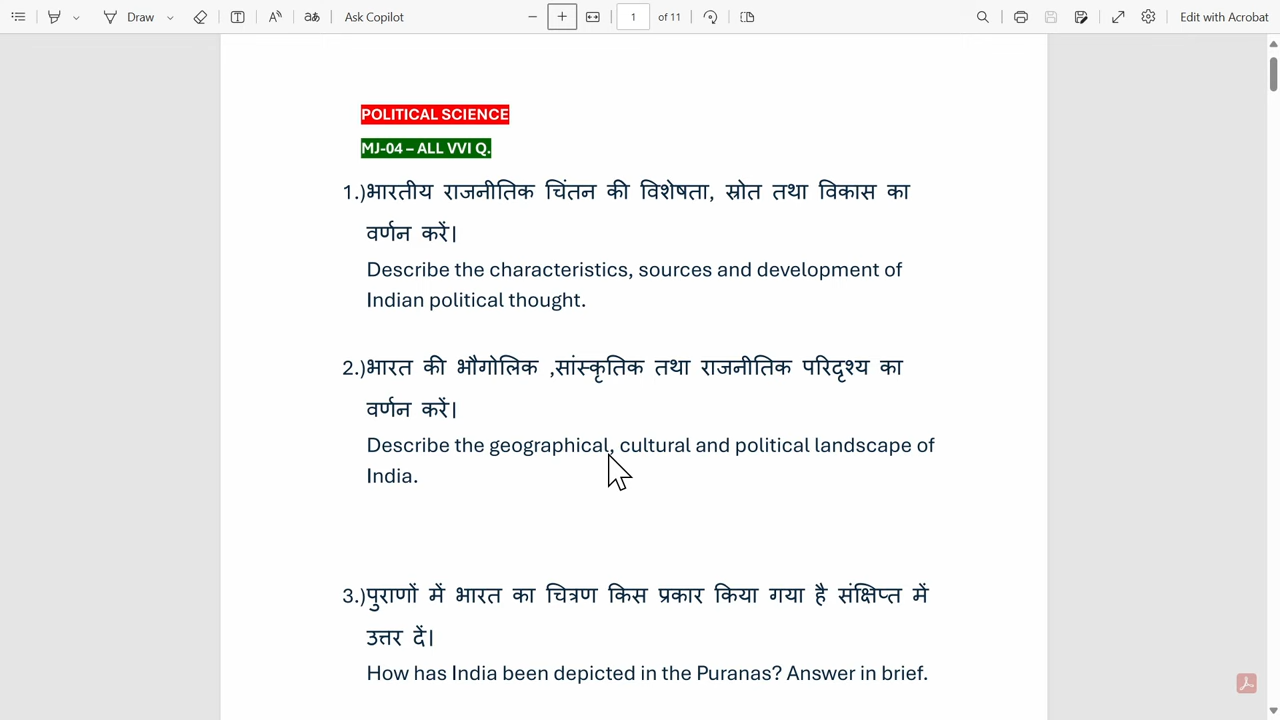 Draw
Ask Copilot
1 of 11
Edit with Acrobat
POLITICAL SCIENCE
MJ-04 – ALL VVI Q.
1.)भारतीय राजनीतिक चिंतन की विशेषता, स्रोत तथा विकास का
वर्णन करें|
Describe the characteristics, sources and development of
Indian political thought.
2.)भारत की भौगोलिक ,सांस्कृतिक तथा राजनीतिक परिदृश्य का
वर्णन करें|
Describe the geographical, cultural and political landscape of
India.
3.)पुराणों में भारत का चित्रण किस प्रकार किया गया है संक्षिप्त में
उत्तर दें|
How has India been depicted in the Puranas? Answer in brief.